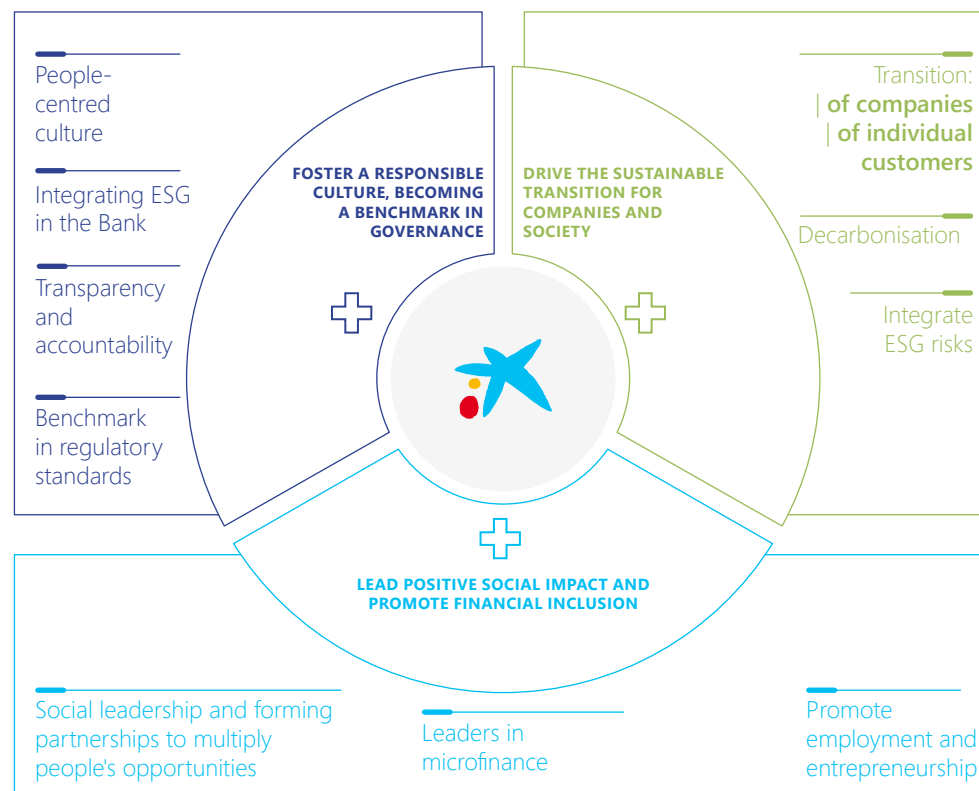 People-
centred
culture
Integrating ESG
in the Bank
Transparency
and
accountability
Benchmark
in regulatory
standards
FOSTER A RESPONSIBLE
CULTURE, BECOMING
A BENCHMARK IN
GOVERNANCE
DRIVE THE SUSTAINABLE
TRANSITION FOR
COMPANIES AND
SOCIETY
Transition:
| of companies
| of individual
customers
Decarbonisation
Integrate
ESG risks
LEAD POSITIVE SOCIAL IMPACT AND
PROMOTE FINANCIAL INCLUSION
Social leadership and forming
partnerships to multiply
people's opportunities
Leaders in
microfinance
Promote
employment and
entrepreneurship